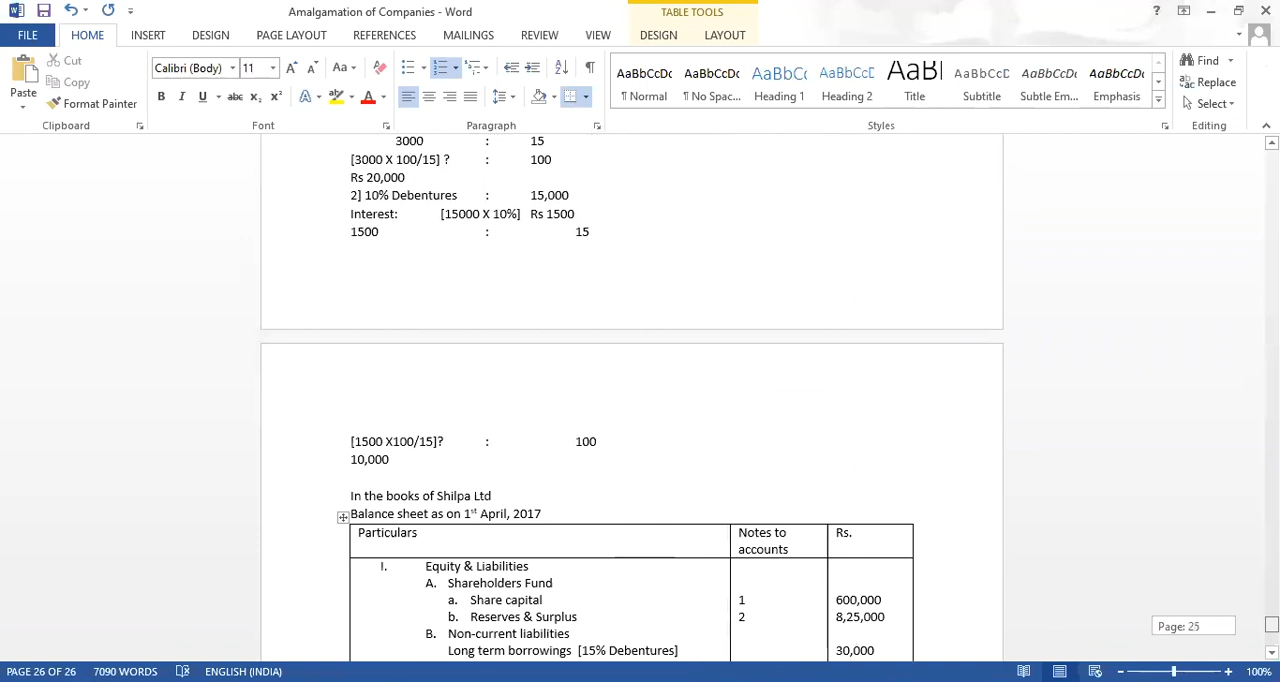 Amalgamation of Companies - Word
TABLE TOOLS
?
FILE HOME INSERT DESIGN PAGE LAYOUT REFERENCES MAILINGS REVIEW VIEW DESIGN LAYOUT
Paste
Cut
Copy
Format Painter
Clipboard
Calibri (Body) 11
Font
Paragraph
AaBbCcDc AaBbCcDc AaBbCc AaBbCcD AaBl AaBbCcD AaBbCcDc AaBbCcDc
¶ Normal ¶ No Spac... Heading 1 Heading 2 Title Subtitle Subtle Em... Emphasis
Styles
Find
Replace
Select
Editing
3000 : 15
[3000 X 100/15] ? : 100
Rs 20,000
2] 10% Debentures : 15,000
Interest: [15000 X 10%] Rs 1500
1500 : 15
[1500 X100/15]? : 100
10,000
In the books of Shilpa Ltd
Balance sheet as on 1st April, 2017
Particulars Notes to accounts Rs.
I. Equity & Liabilities
A. Shareholders Fund
a. Share capital 1 600,000
b. Reserves & Surplus 2 8,25,000
B. Non-current liabilities
Long term borrowings [15% Debentures] 30,000
Page: 25
PAGE 26 OF 26 7090 WORDS ENGLISH (INDIA) 100%